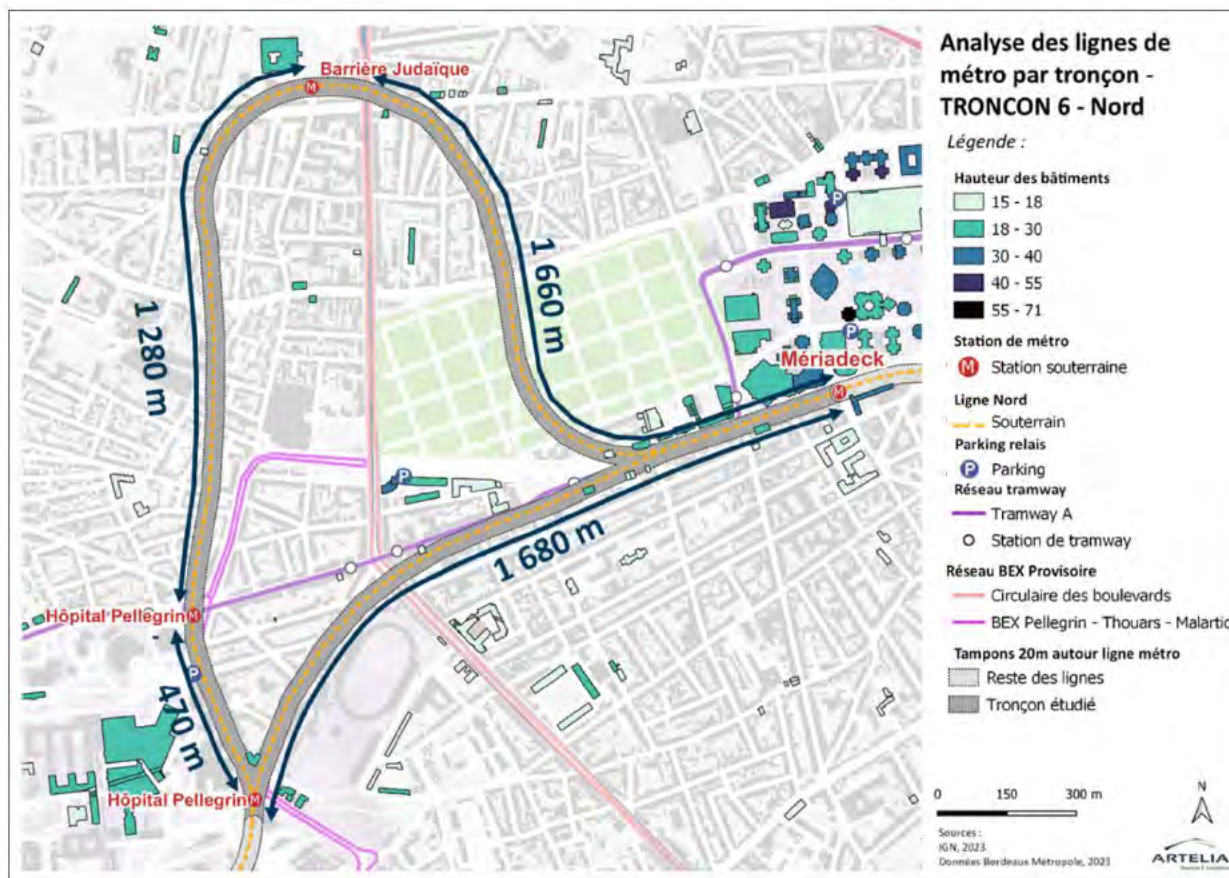 Analyse des lignes de
métro par tronçon -
TRONCON 6 - Nord
Légende :
Hauteur des bâtiments
15 - 18
18 - 30
30 - 40
40 - 55
55 - 71
Station de métro
M Station souterraine
Ligne Nord
Souterrain
Parking relais
P Parking
Réseau tramway
Tramway A
Station de tramway
Réseau BEX Provisoire
Circulaire des boulevards
BEX Pellegrin - Thouars - Malartic
Tampons 20m autour ligne métro
Reste des lignes
Tronçon étudié
0 150 300 m
N
Sources :
IGN, 2023
Données Bordeaux Métropole, 2023
ARTELIA
Barrière Judaïque
M
P
1 660 m
1 280 m
P
Mériadeck
M
P
1 680 m
Hôpital Pellegrin M
P
470 m
Hôpital Pellegrin M